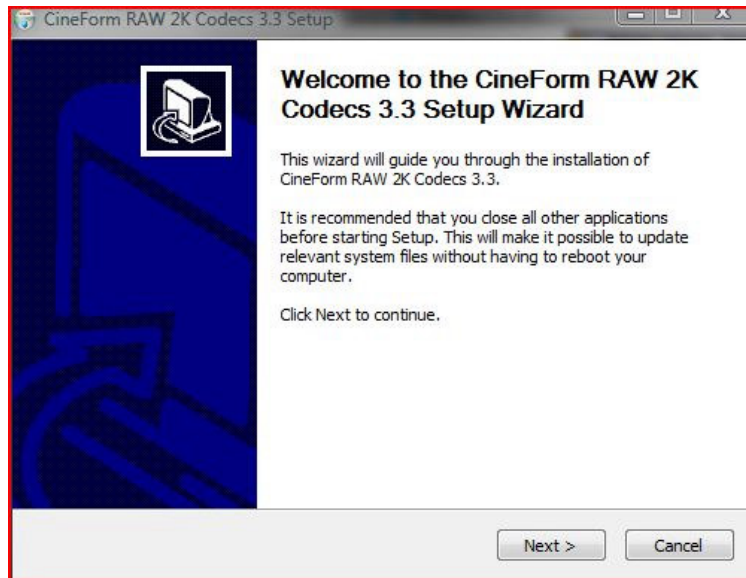 CineForm RAW 2K Codecs 3.3 Setup
Welcome to the CineForm RAW 2K
Codecs 3.3 Setup Wizard
This wizard will guide you through the installation of
CineForm RAW 2K Codecs 3.3.
It is recommended that you close all other applications
before starting Setup. This will make it possible to update
relevant system files without having to reboot your
computer.
Click Next to continue.
Next >
Cancel